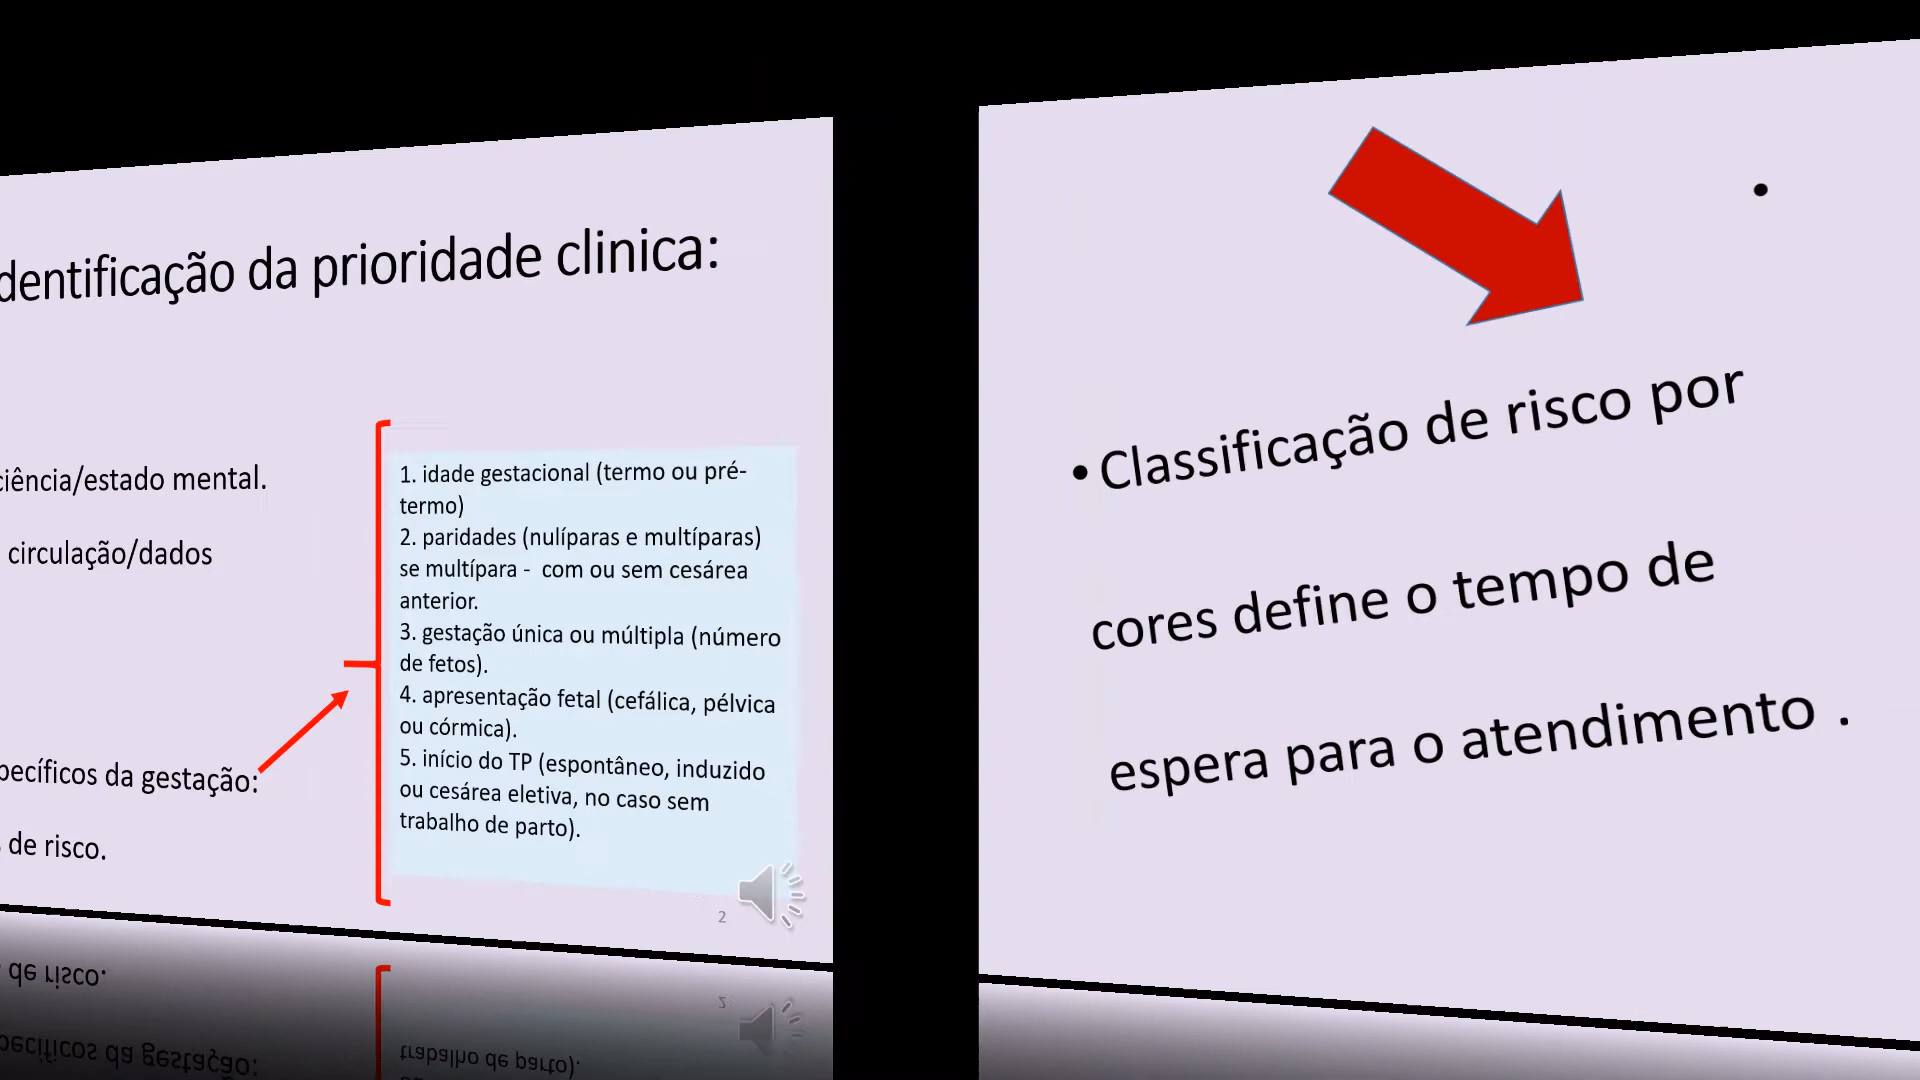 dentificação da prioridade clinica:
ciência/estado mental.
circulação/dados
pecíficos da gestação:
de risco.
1. idade gestacional (termo ou pré-
termo)
2. paridades (nulíparas e multíparas)
se multípara - com ou sem cesárea
anterior.
3. gestação única ou múltipla (número
de fetos).
4. apresentação fetal (cefálica, pélvica
ou córmica).
5. início do TP (espontâneo, induzido
ou cesárea eletiva, no caso sem
trabalho de parto).
2
• Classificação de risco por
cores define o tempo de
espera para o atendimento .